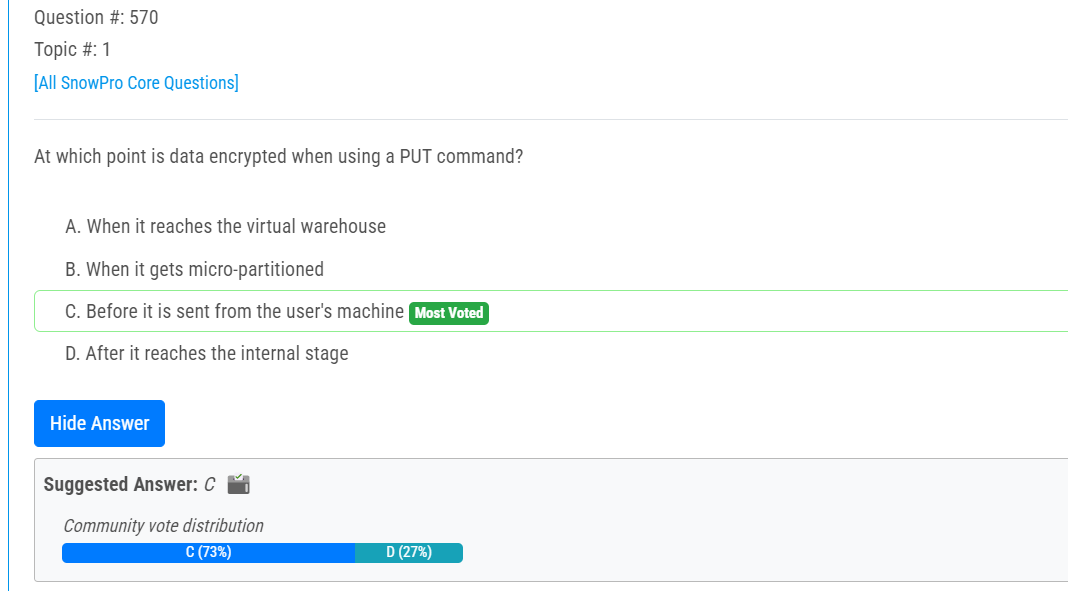 Question #: 570
Topic #: 1
[All SnowPro Core Questions]
At which point is data encrypted when using a PUT command?
A. When it reaches the virtual warehouse
B. When it gets micro-partitioned
C. Before it is sent from the user's machine Most Voted
D. After it reaches the internal stage
Hide Answer
Suggested Answer: C
Community vote distribution
C (73%) D (27%)